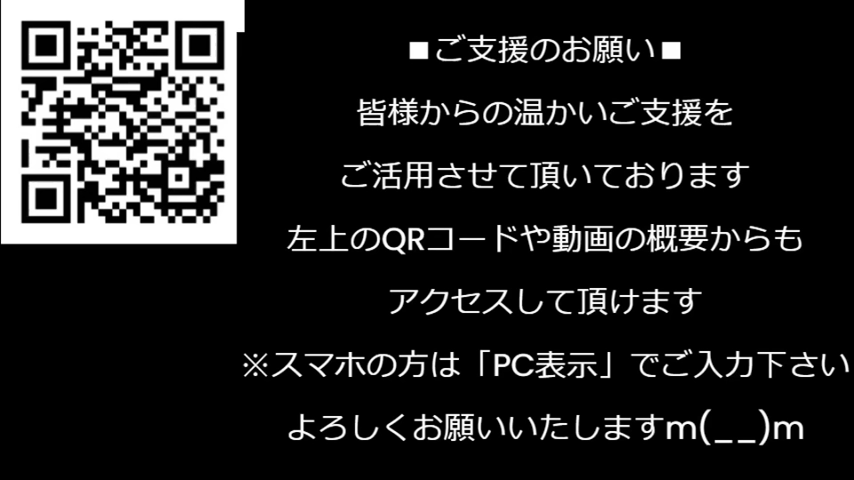 ■ご支援のお願い■
皆様からの温かいご支援を
ご活用させて頂いております
左上のQRコードや動画の概要からも
アクセスして頂けます
※スマホの方は「PC表示」でご入力下さい
よろしくお願いいたしますm(__)m